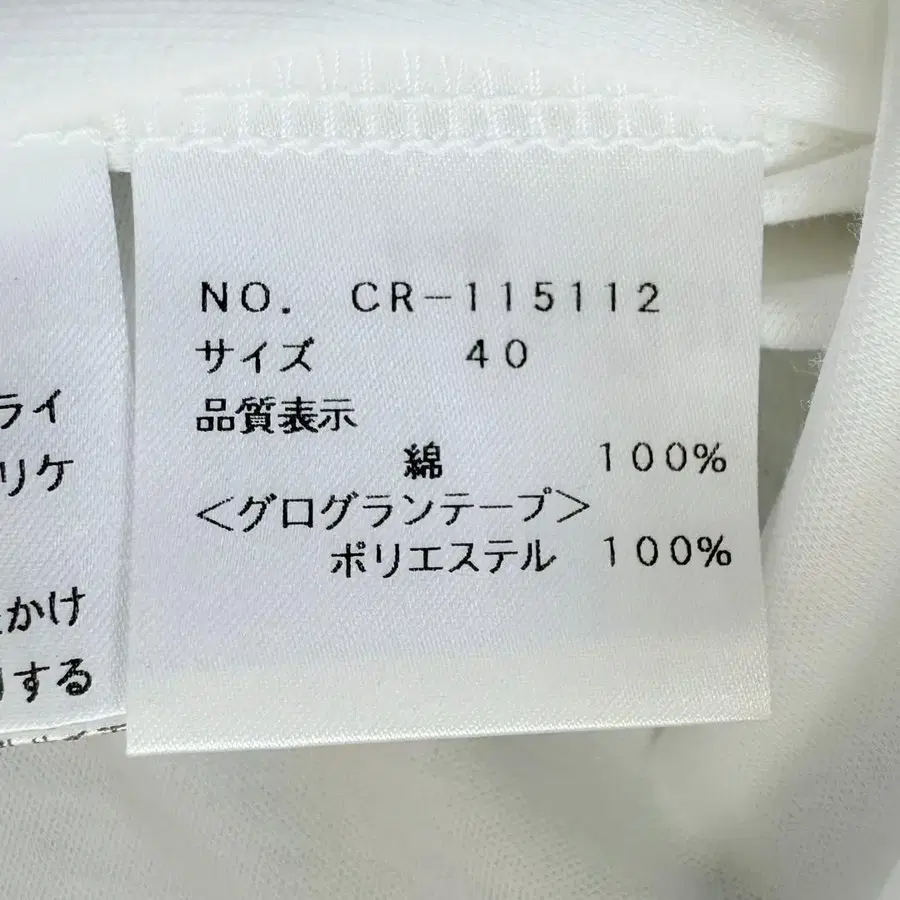 NO. CR-115112
サイズ 40
品質表示
綿 100%
<グログランテープ>
ポリエステル 100%
ライ
リケ
かけ
する